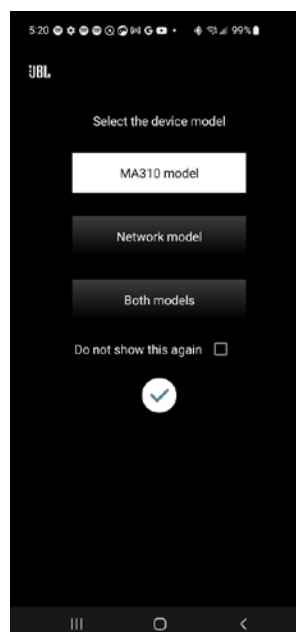 5:20 99%
JBL
Select the device model
MA310 model
Network model
Both models
Do not show this again